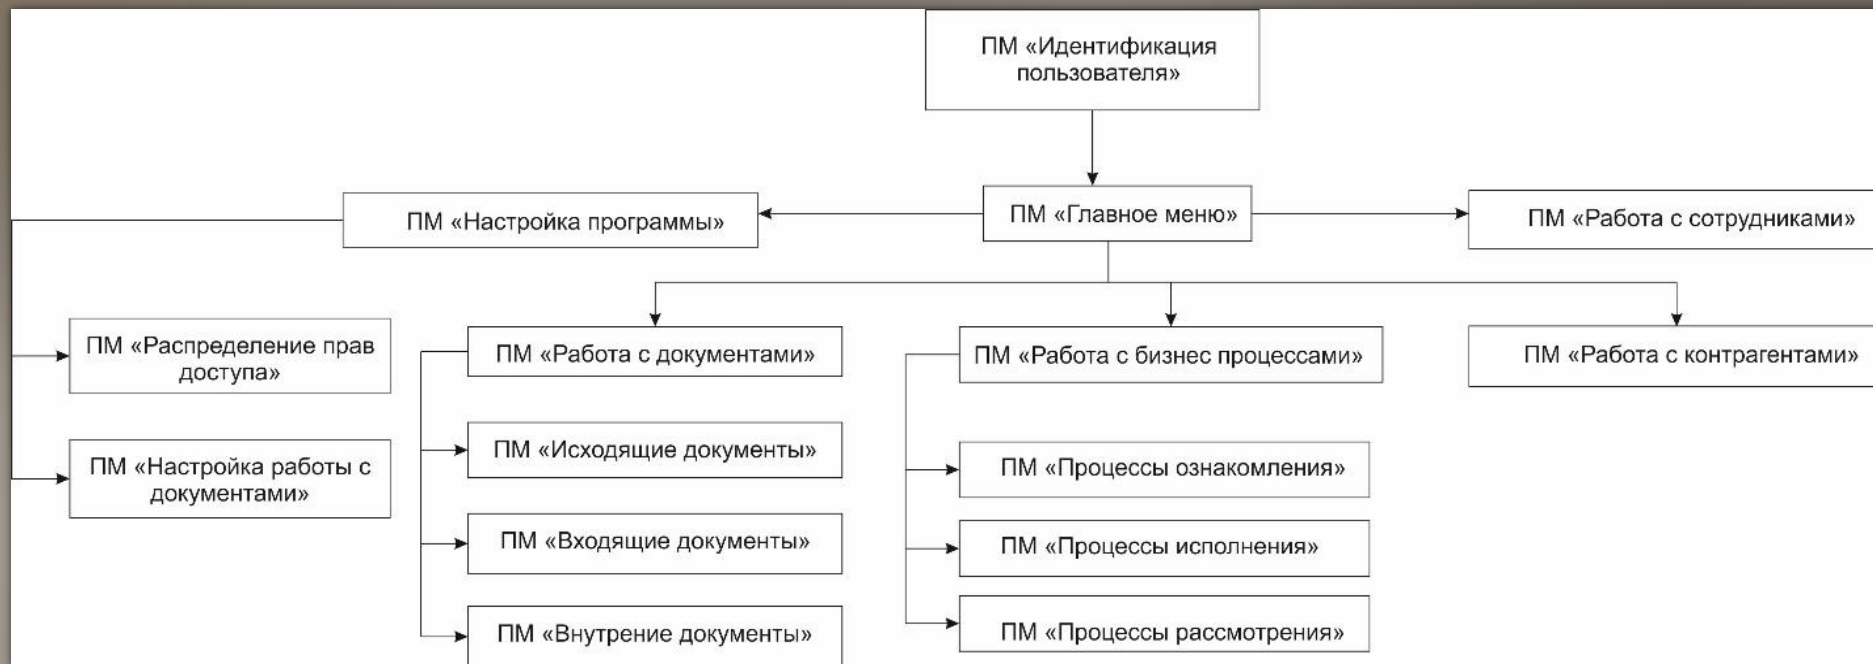 ПМ «Идентификация
пользователя»
ПМ «Настройка программы»
ПМ «Главное меню»
ПМ «Работа с сотрудниками»
ПМ «Распределение прав
доступа»
ПМ «Настройка работы с
документами»
ПМ «Работа с документами»
ПМ «Исходящие документы»
ПМ «Входящие документы»
ПМ «Внутрение документы»
ПМ «Работа с бизнес процессами»
ПМ «Процессы ознакомления»
ПМ «Процессы исполнения»
ПМ «Процессы рассмотрения»
ПМ «Работа с контрагентами»